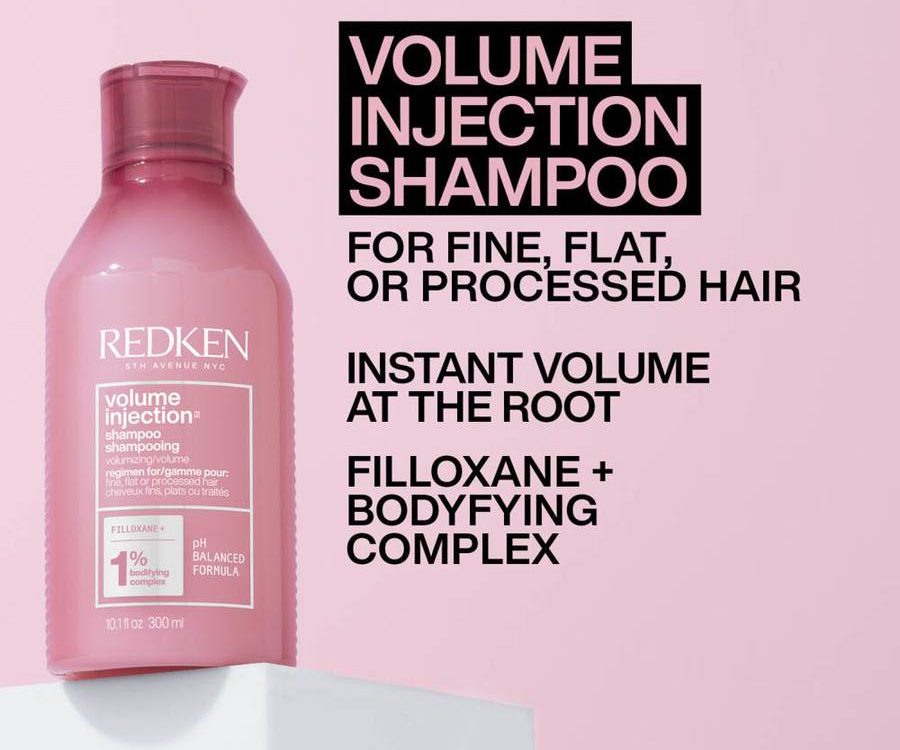 VOLUME
INJECTION
SHAMPOO
FOR FINE, FLAT,
OR PROCESSED HAIR
INSTANT VOLUME
AT THE ROOT
FILLOXANE +
BODYFYING
COMPLEX
REDKEN
5TH AVENUE NYC
volume
injection
shampoo
shampooing
volumizing/volume
regimen for/gamme pour:
fine, flat or processed hair
cheveux fins, plats ou traités
FILLOXANE+
1%
bodifying
complex
pH
BALANCED
FORMULA
10.1 fl oz 300 ml